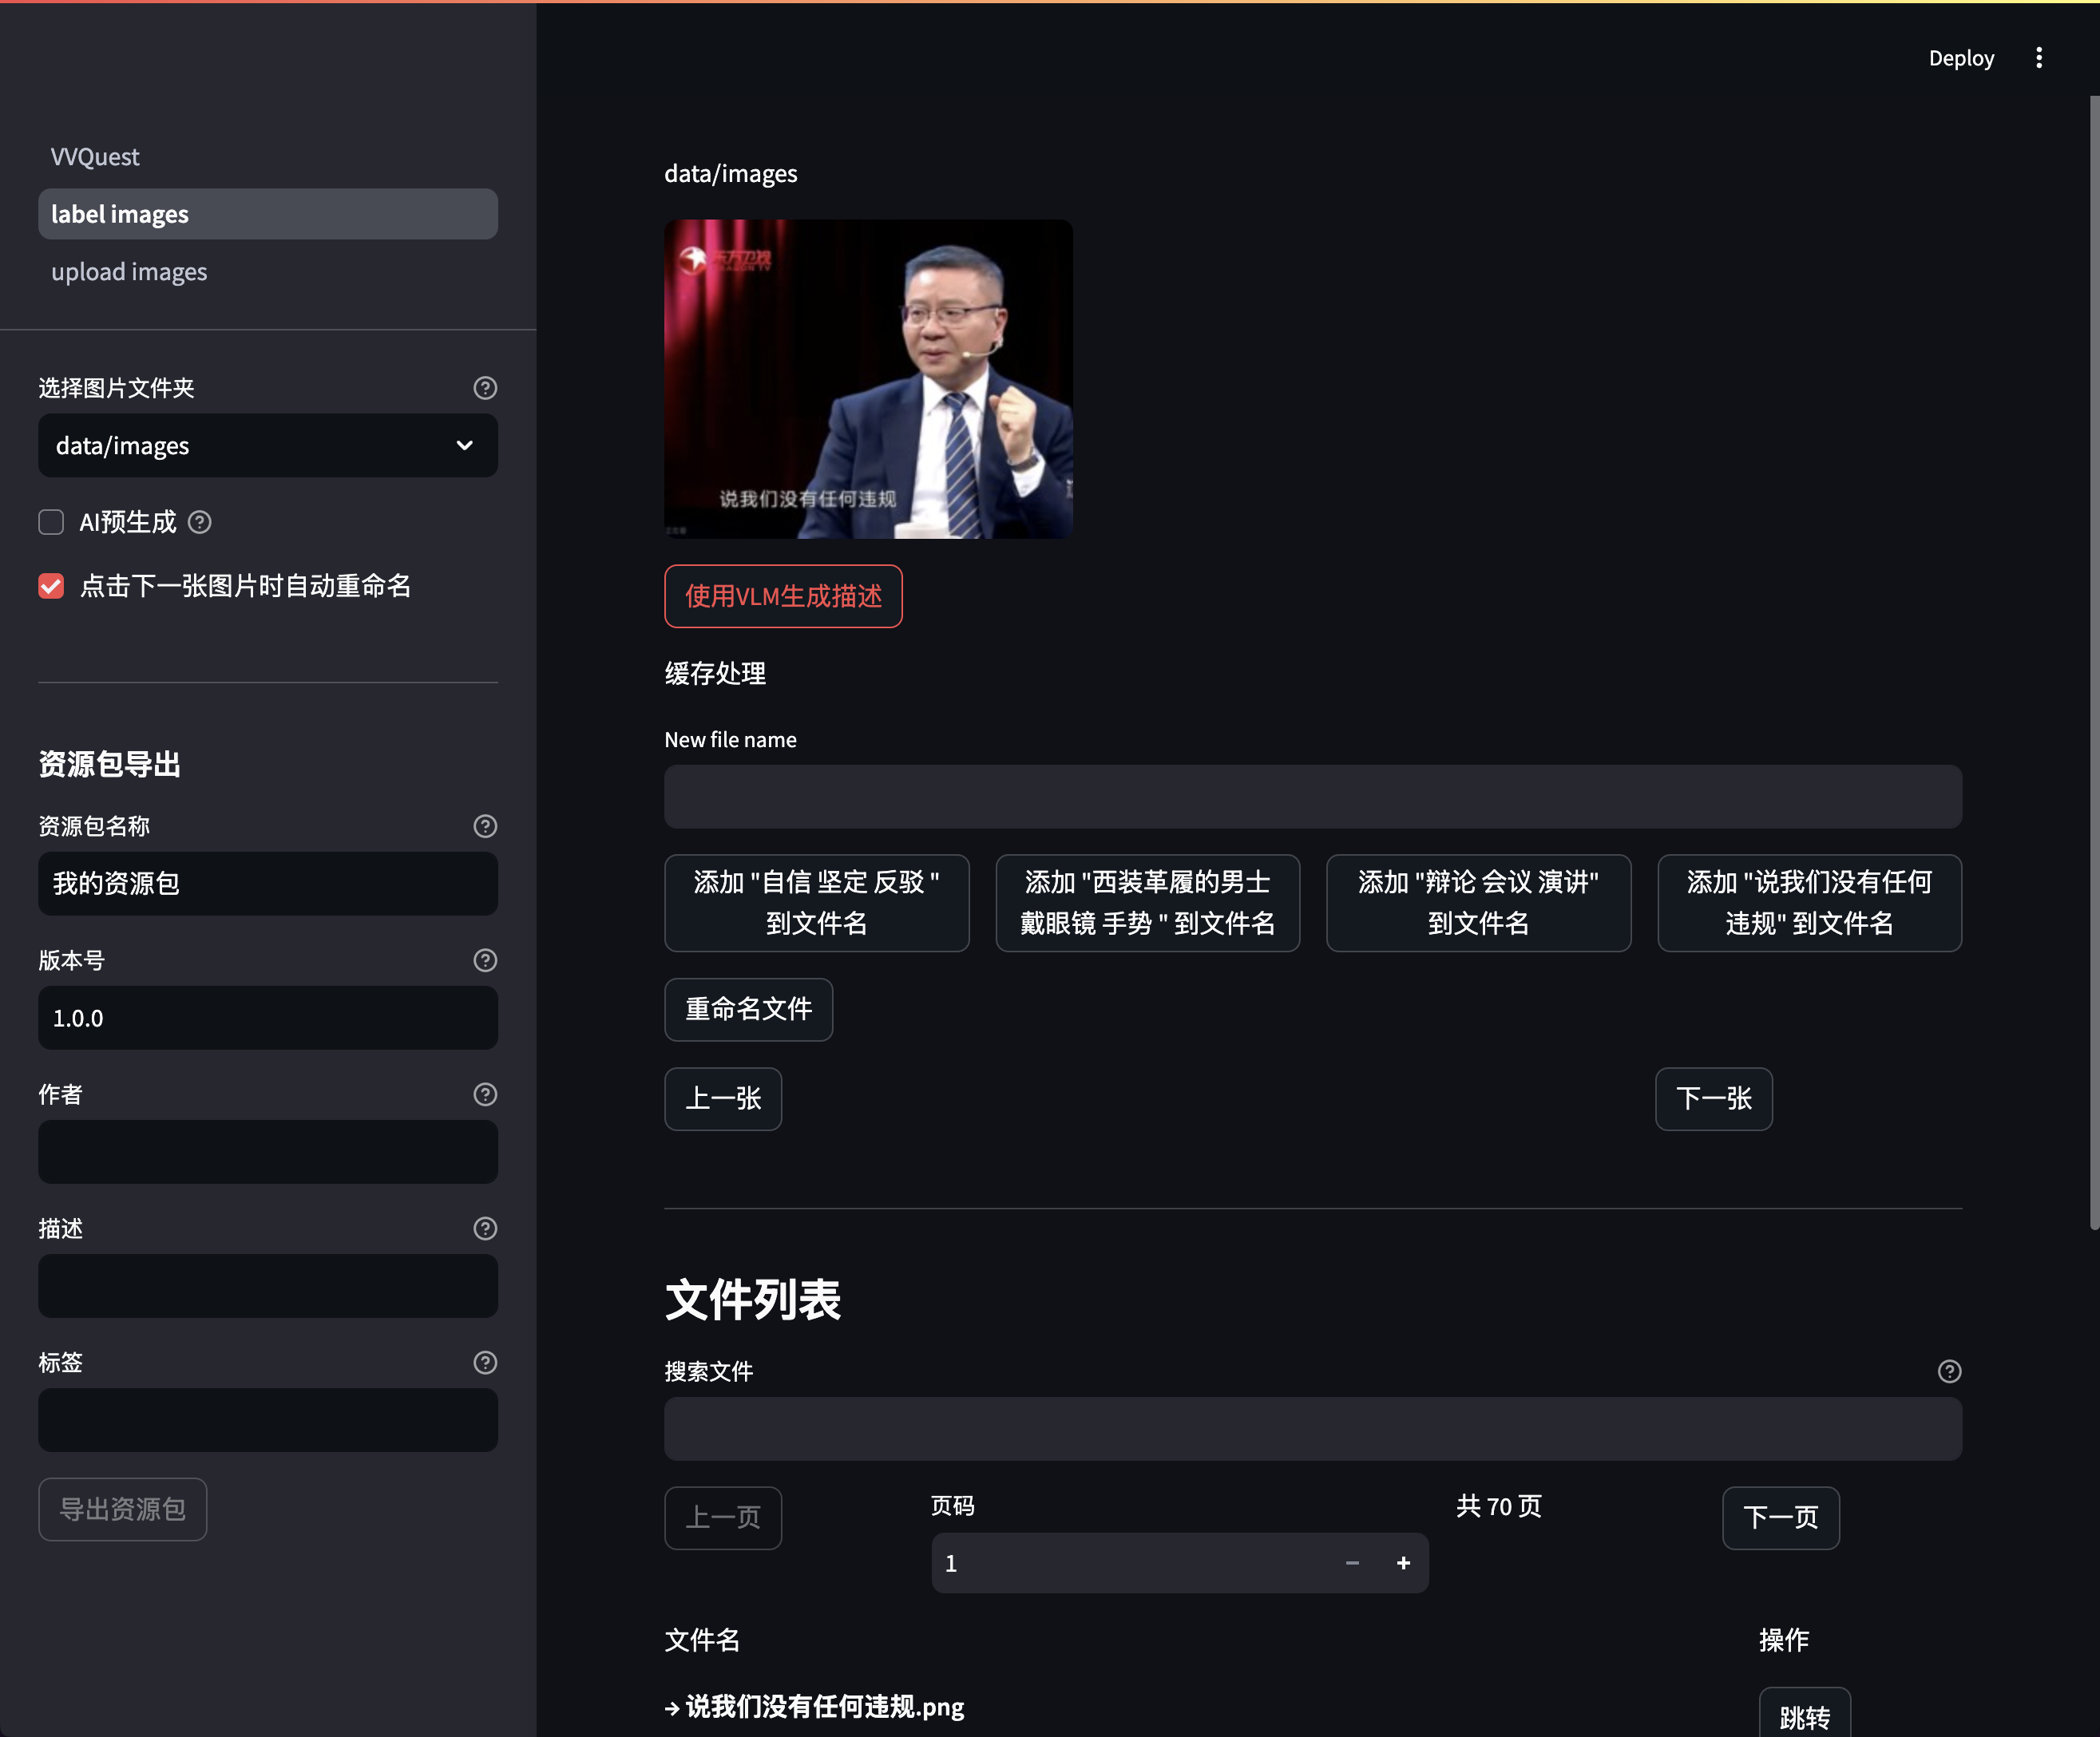 Deploy
VVQuest
label images
upload images
选择图片文件夹
data/images
AI预生成
点击下一张图片时自动重命名
资源包导出
资源包名称
我的资源包
版本号
1.0.0
作者
描述
标签
导出资源包
data/images
东方卫视
DRAGON TV
说我们没有任何违规
使用VLM生成描述
缓存处理
New file name
添加 "自信 坚定 反驳 "
到文件名
添加 "西装革履的男士
戴眼镜 手势 " 到文件名
添加 "辩论 会议 演讲"
到文件名
添加 "说我们没有任何
违规" 到文件名
重命名文件
上一张
下一张
文件列表
搜索文件
上一页
页码
1
共 70 页
下一页
文件名
操作
→ 说我们没有任何违规.png
跳转